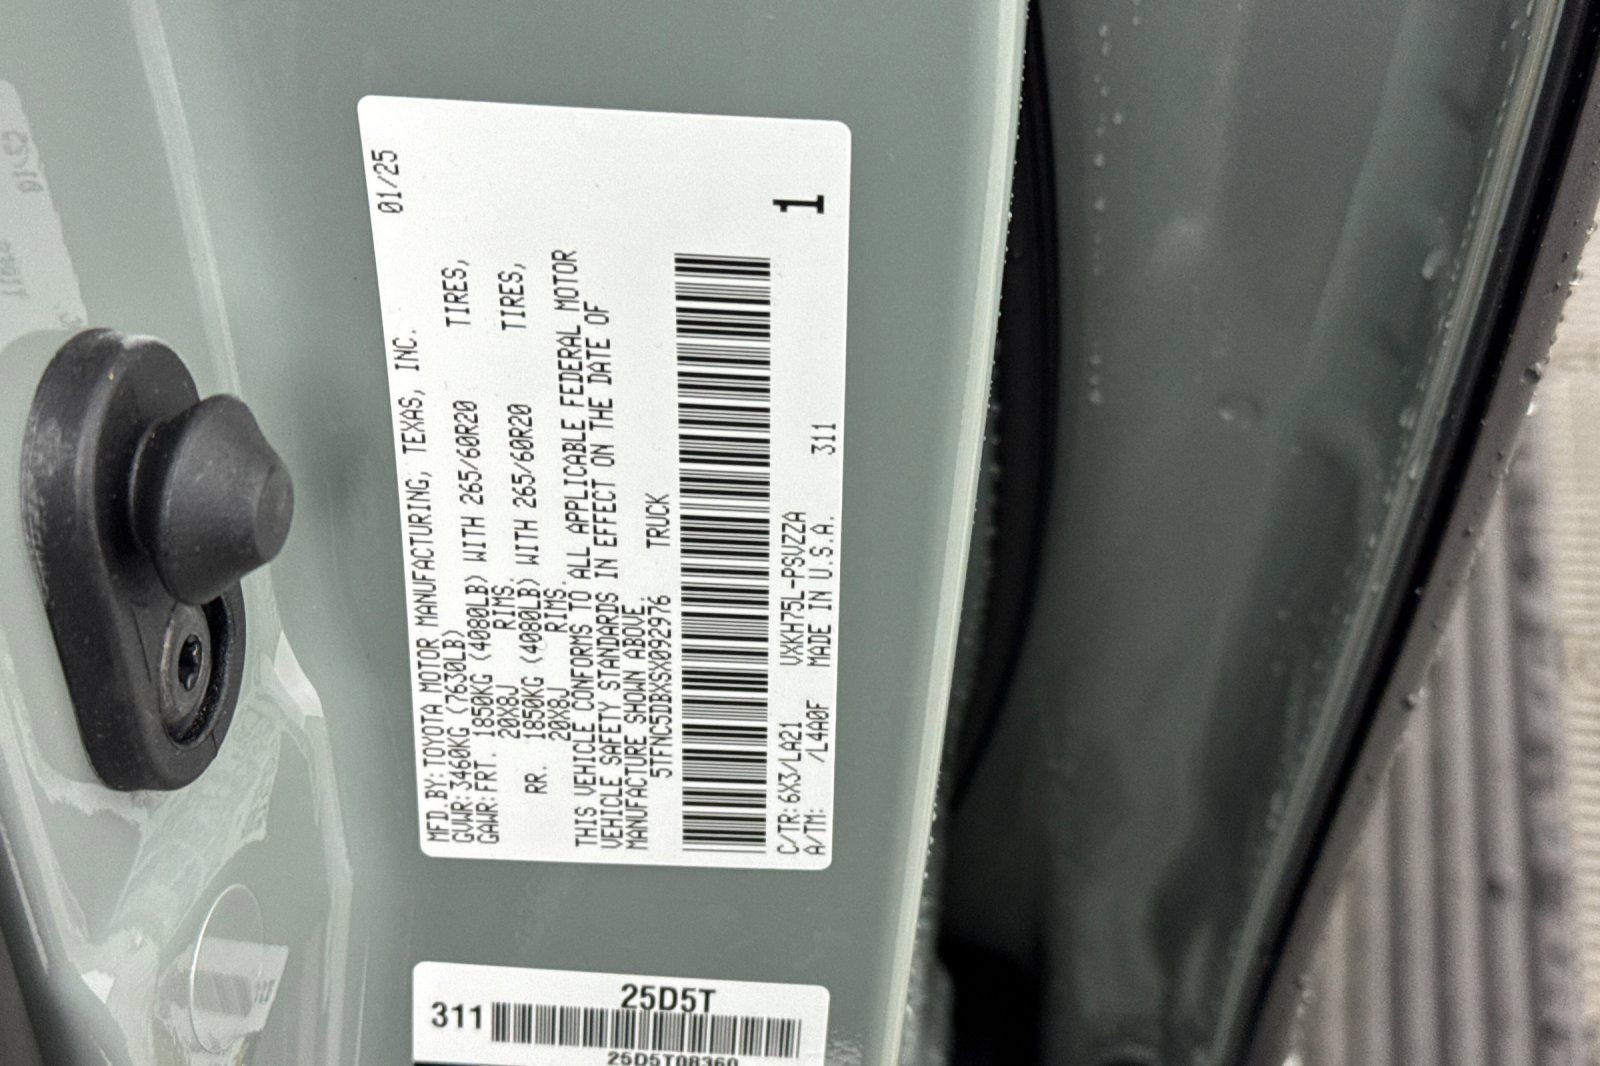 MFD.BY:TOYOTA MOTOR MANUFACTURING, TEXAS, INC. 01/25
GVWR:3460KG (7630LB)
GAWR:FRT. 1850KG (4080LB) WITH 265/60R20 TIRES,
20X8J RIMS.
RR. 1850KG (4080LB) WITH 265/60R20 TIRES,
20X8J RIMS.
THIS VEHICLE CONFORMS TO ALL APPLICABLE FEDERAL MOTOR
VEHICLE SAFETY STANDARDS IN EFFECT ON THE DATE OF
MANUFACTURE SHOWN ABOVE.
5TFNC5DBXSX092976 TRUCK
1
C/TR:6X3/LA21 VXKH75L-PSVZZA
A/TM: /L4A0F MADE IN U.S.A. 311
25D5T
311
25D5T08360